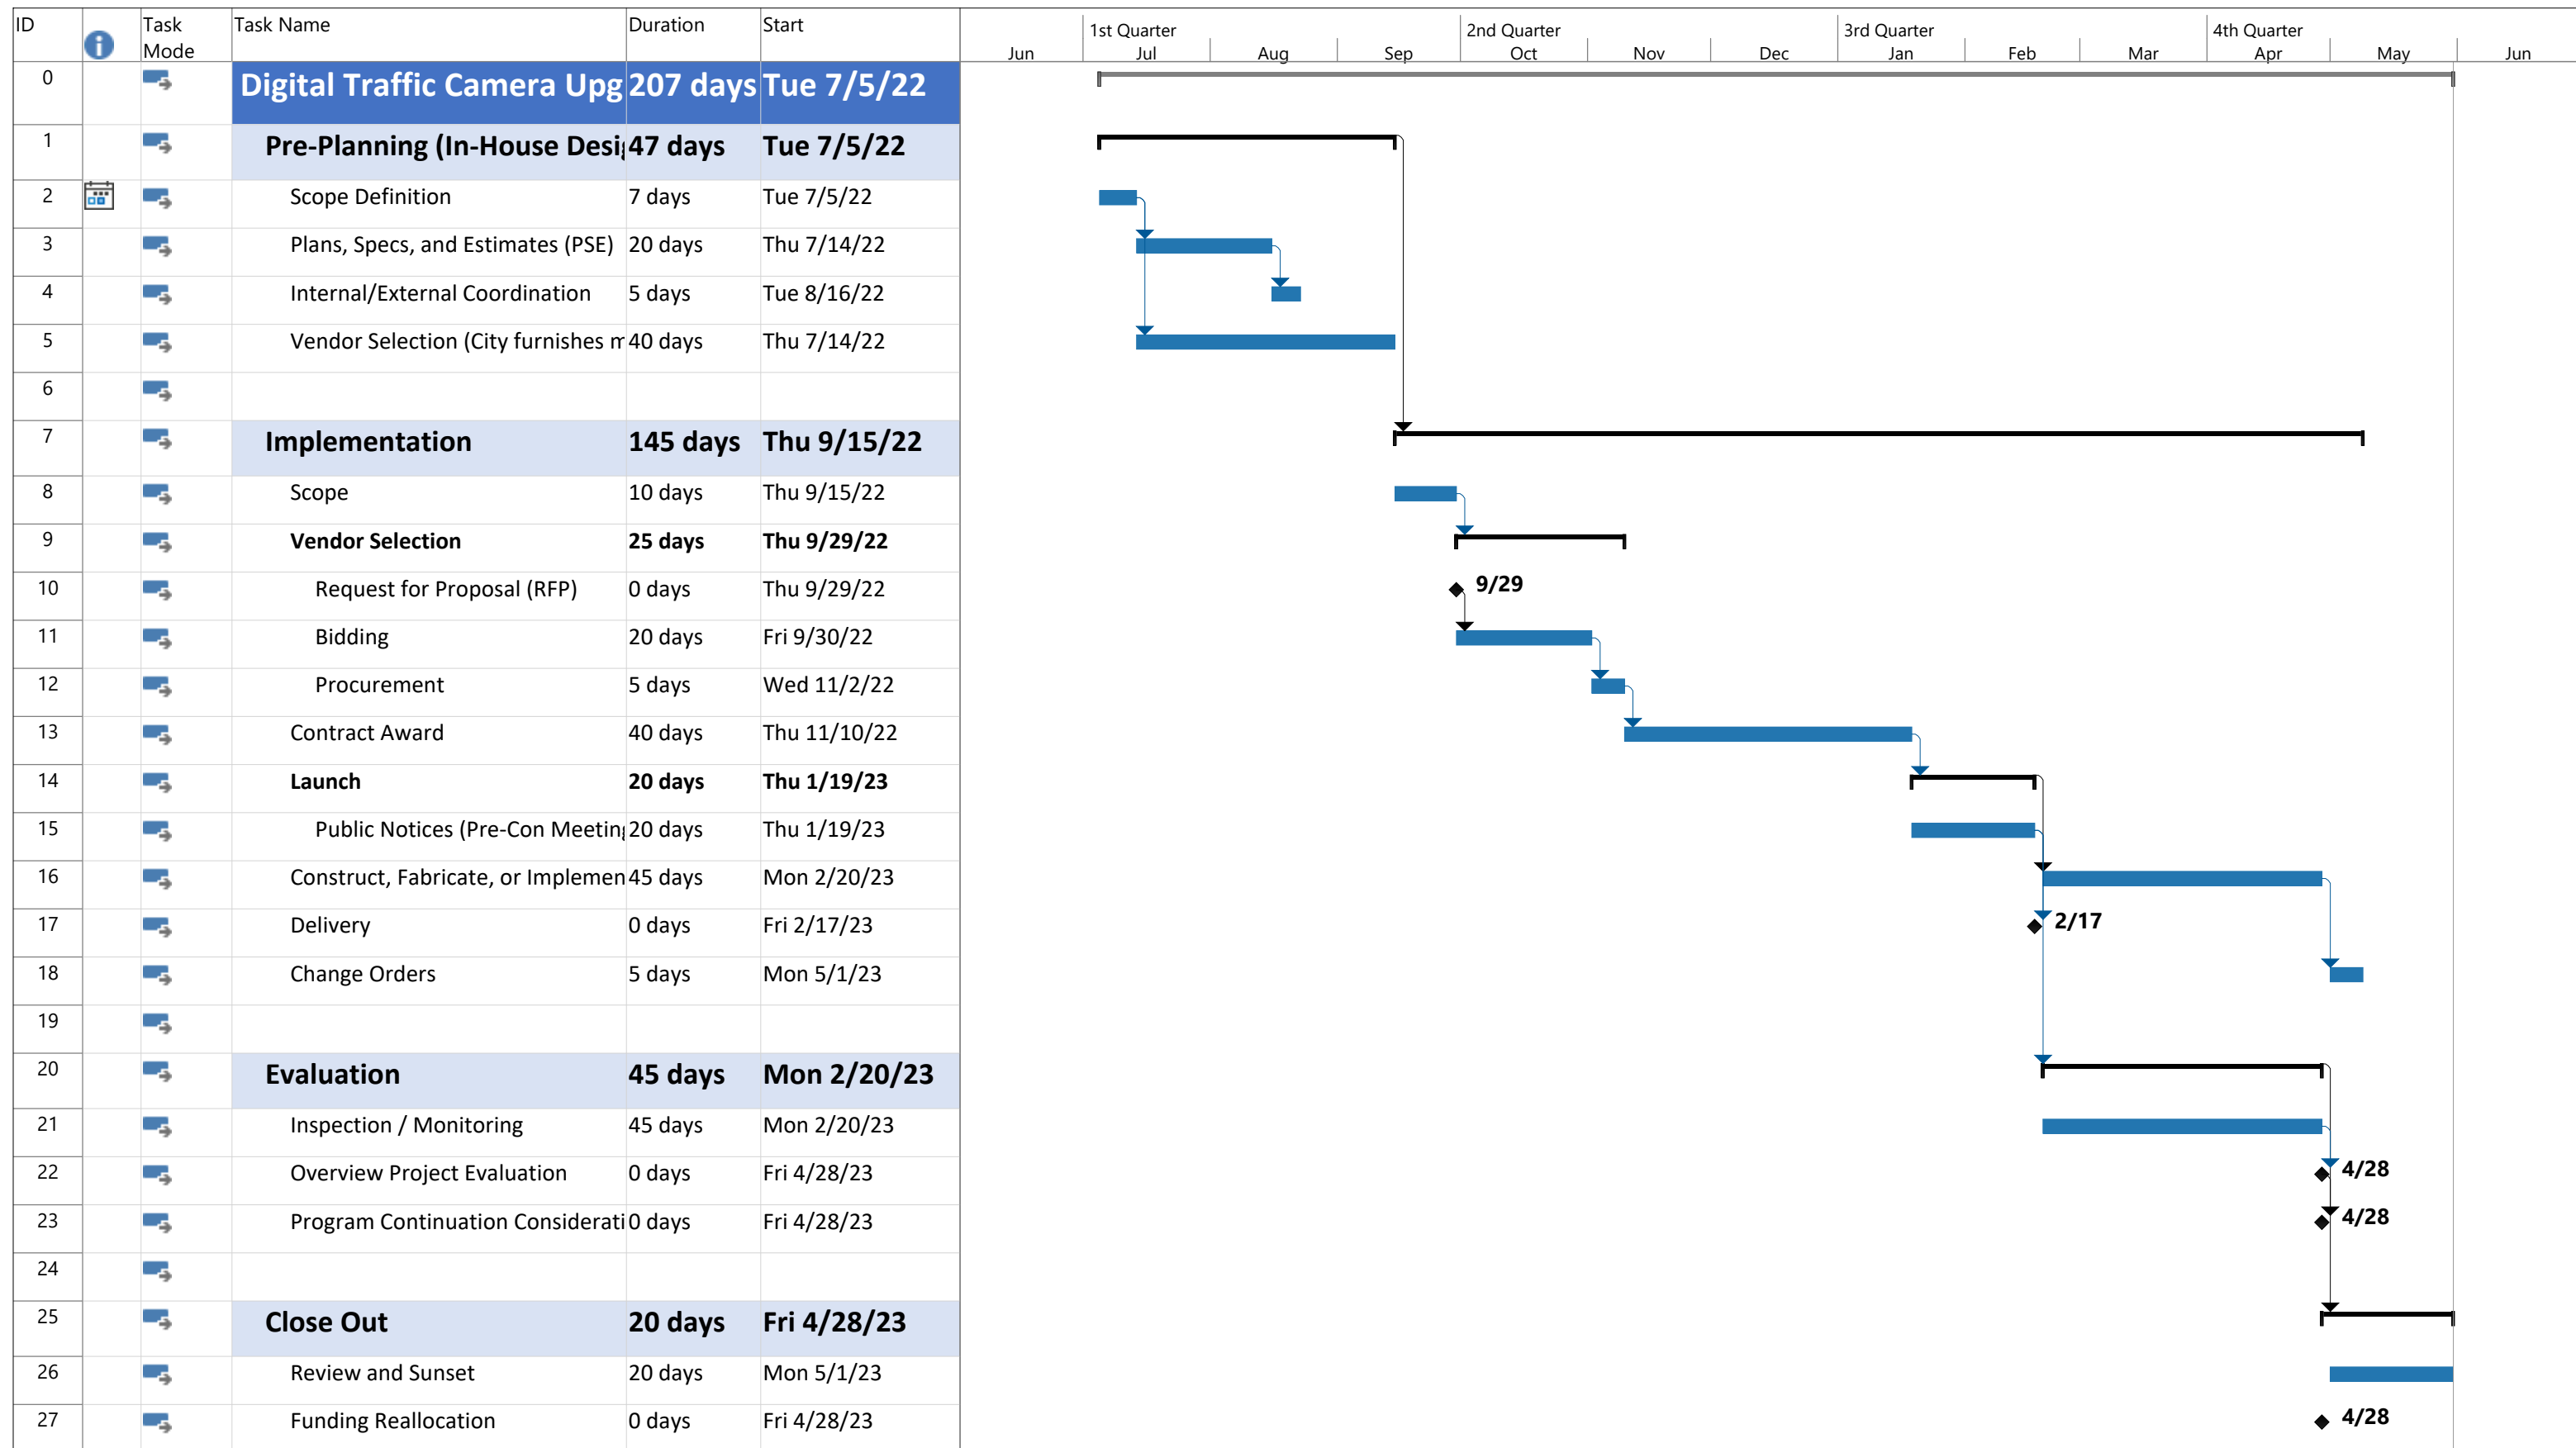 ID Task Mode Task Name Duration Start
1st Quarter 2nd Quarter 3rd Quarter 4th Quarter
Jun Jul Aug Sep Oct Nov Dec Jan Feb Mar Apr May Jun
0 Digital Traffic Camera Upg 207 days Tue 7/5/22
1 Pre-Planning (In-House Desi 47 days Tue 7/5/22
2 Scope Definition 7 days Tue 7/5/22
3 Plans, Specs, and Estimates (PSE) 20 days Thu 7/14/22
4 Internal/External Coordination 5 days Tue 8/16/22
5 Vendor Selection (City furnishes m 40 days Thu 7/14/22
6
7 Implementation 145 days Thu 9/15/22
8 Scope 10 days Thu 9/15/22
9 Vendor Selection 25 days Thu 9/29/22
10 Request for Proposal (RFP) 0 days Thu 9/29/22 9/29
11 Bidding 20 days Fri 9/30/22
12 Procurement 5 days Wed 11/2/22
13 Contract Award 40 days Thu 11/10/22
14 Launch 20 days Thu 1/19/23
15 Public Notices (Pre-Con Meeting 20 days Thu 1/19/23
16 Construct, Fabricate, or Implemen 45 days Mon 2/20/23
17 Delivery 0 days Fri 2/17/23 2/17
18 Change Orders 5 days Mon 5/1/23
19
20 Evaluation 45 days Mon 2/20/23
21 Inspection / Monitoring 45 days Mon 2/20/23
22 Overview Project Evaluation 0 days Fri 4/28/23 4/28
23 Program Continuation Considerati 0 days Fri 4/28/23 4/28
24
25 Close Out 20 days Fri 4/28/23
26 Review and Sunset 20 days Mon 5/1/23
27 Funding Reallocation 0 days Fri 4/28/23 4/28